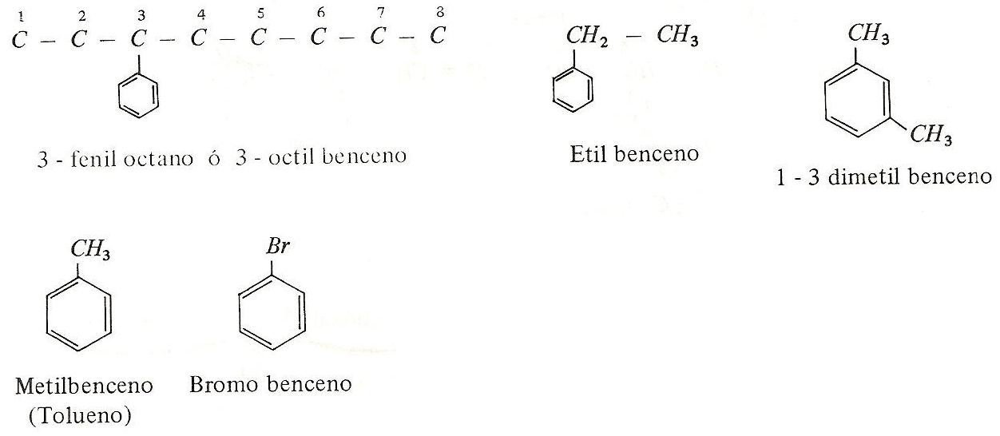 1 2 3 4 5 6 7 8
C – C – C – C – C – C – C – C
3 - fenil octano ó 3 - octil benceno
CH₂ – CH₃
Etil benceno
CH₃
CH₃
1 - 3 dimetil benceno
CH₃
Metilbenceno
(Tolueno)
Br
Bromo benceno